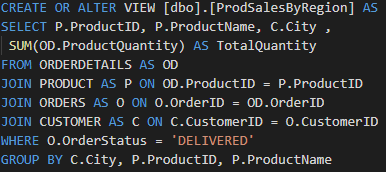 CREATE OR ALTER VIEW [dbo].[ProdSalesByRegion] AS
SELECT P.ProductID, P.ProductName, C.City ,
SUM(OD.ProductQuantity) AS TotalQuantity
FROM ORDERDETAILS AS OD
JOIN PRODUCT AS P ON OD.ProductID = P.ProductID
JOIN ORDERS AS O ON O.OrderID = OD.OrderID
JOIN CUSTOMER AS C ON C.CustomerID = O.CustomerID
WHERE O.OrderStatus = 'DELIVERED'
GROUP BY C.City, P.ProductID, P.ProductName